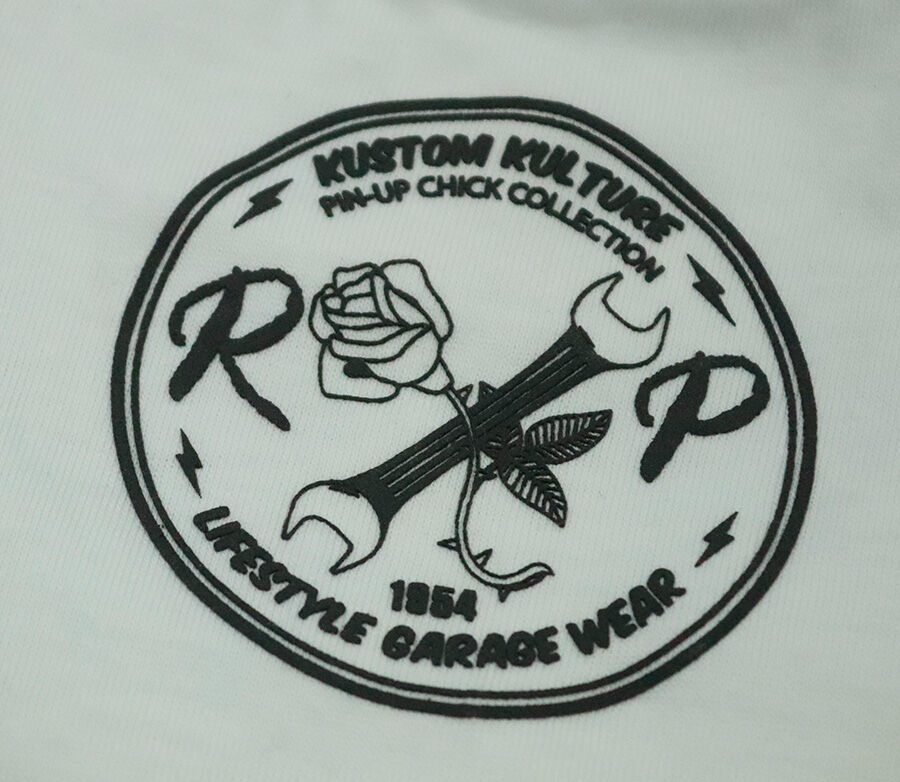 KUSTOM KULTURE
PIN-UP CHICK COLLECTION
R P
1954
LIFESTYLE GARAGE WEAR